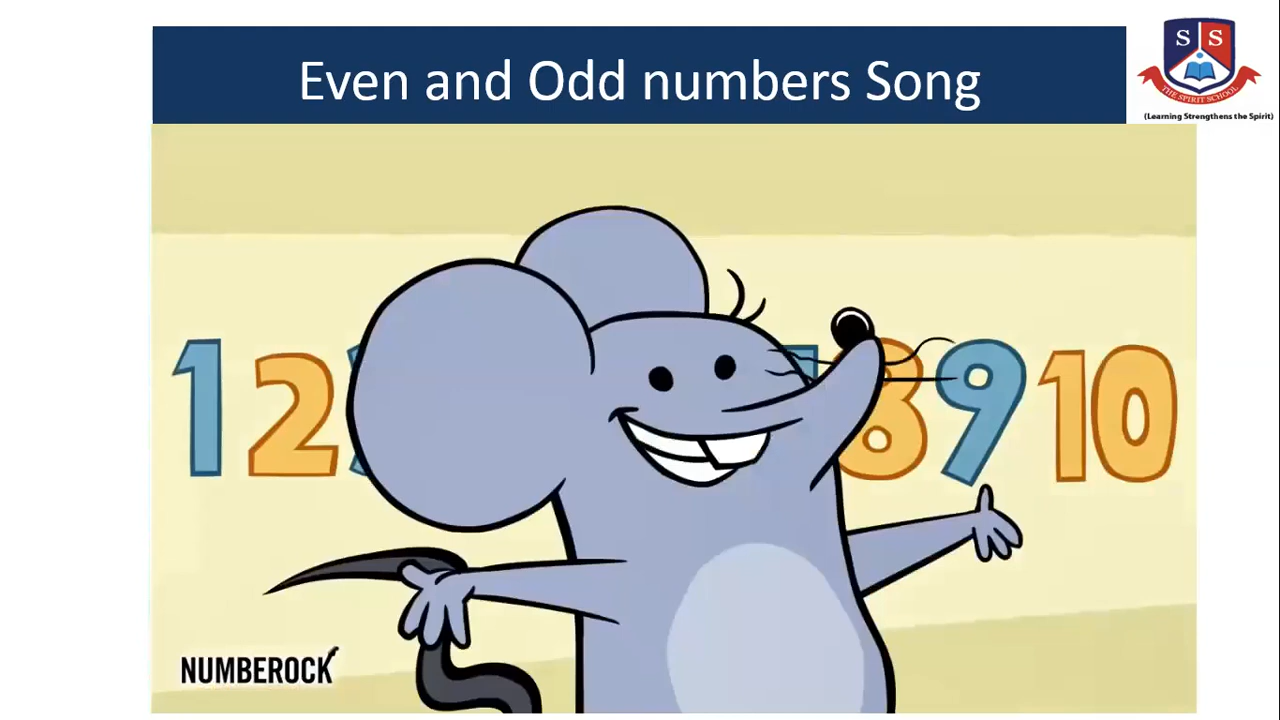 Even and Odd numbers Song
S S
THE SPIRIT SCHOOL
(Learning Strengthens the Spirit)
1 2 8 9 10
NUMBEROCK